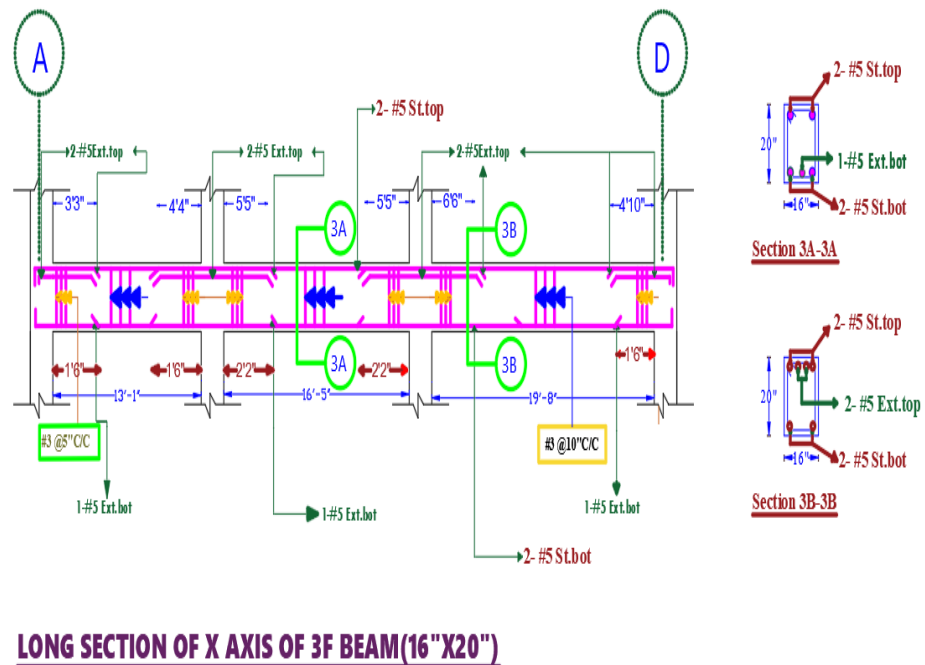 A
D
2- #5 St.top
2-#5Ext.top
2-#5 Ext.top
2-#5Ext.top
3'3"
4'4"
5'5"
5'5"
6'6"
4'10"
3A
3B
3A
3B
1'6"
1'6"
2'2"
2'2"
1'6"
13'-1"
16'-5"
19'-8"
#3 @5"C/C
#3 @10"C/C
1-#5 Ext.bot
1-#5 Ext.bot
1-#5 Ext.bot
2- #5 St.bot
2- #5 St.top
20"
1-#5 Ext.bot
16"
2- #5 St.bot
Section 3A-3A
2- #5 St.top
20"
2- #5 Ext.top
16"
2- #5 St.bot
Section 3B-3B
LONG SECTION OF X AXIS OF 3F BEAM(16"X20")